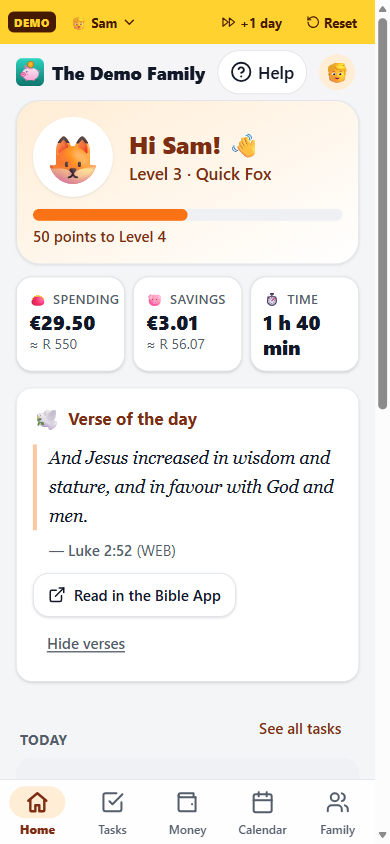 DEMO Sam +1 day Reset
The Demo Family Help
Hi Sam! 👋
Level 3 · Quick Fox
50 points to Level 4
SPENDING
€29.50
≈ R 550
SAVINGS
€3.01
≈ R 56.07
TIME
1 h 40
min
Verse of the day
And Jesus increased in wisdom and
stature, and in favour with God and
men.
— Luke 2:52 (WEB)
Read in the Bible App
Hide verses
See all tasks
TODAY
Home Tasks Money Calendar Family